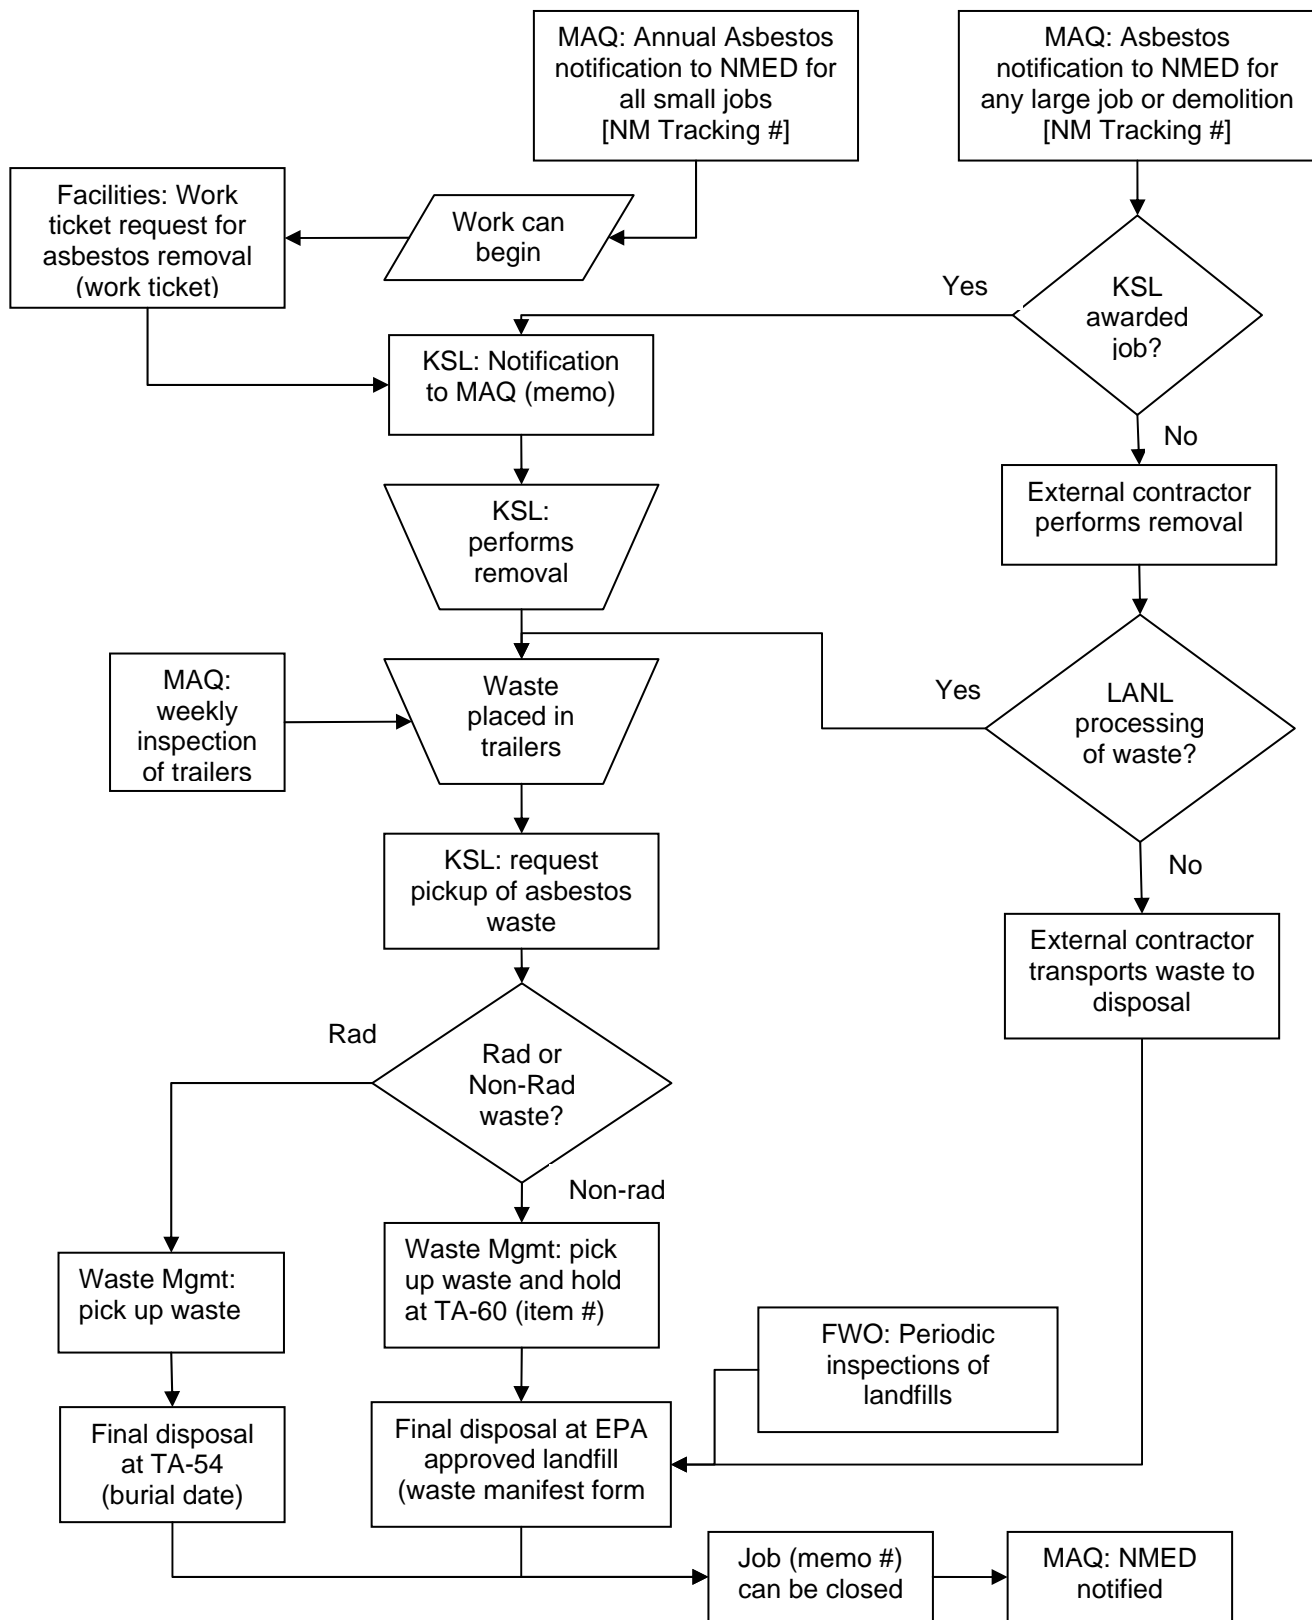 MAQ: Annual Asbestos
notification to NMED for
all small jobs
[NM Tracking #]
MAQ: Asbestos
notification to NMED for
any large job or demolition
[NM Tracking #]
Facilities: Work
ticket request for
asbestos removal
(work ticket)
Work can
begin
Yes
KSL
awarded
job?
KSL: Notification
to MAQ (memo)
No
KSL:
performs
removal
External contractor
performs removal
MAQ:
weekly
inspection
of trailers
Waste
placed in
trailers
Yes
LANL
processing
of waste?
KSL: request
pickup of asbestos
waste
No
External contractor
transports waste to
disposal
Rad
Rad or
Non-Rad
waste?
Non-rad
Waste Mgmt:
pick up waste
Waste Mgmt: pick
up waste and hold
at TA-60 (item #)
FWO: Periodic
inspections of
landfills
Final disposal
at TA-54
(burial date)
Final disposal at EPA
approved landfill
(waste manifest form
Job (memo #)
can be closed
MAQ: NMED
notified